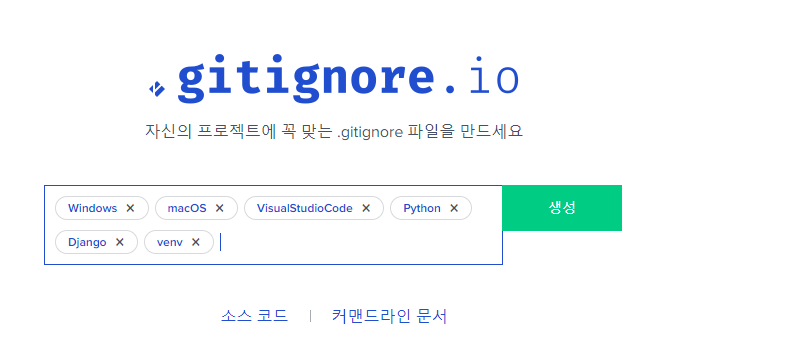 .gitignore.io
자신의 프로젝트에 꼭 맞는 .gitignore 파일을 만드세요
Windows × macOS × VisualStudioCode × Python × 생성
Django × venv ×
소스 코드 | 커맨드라인 문서